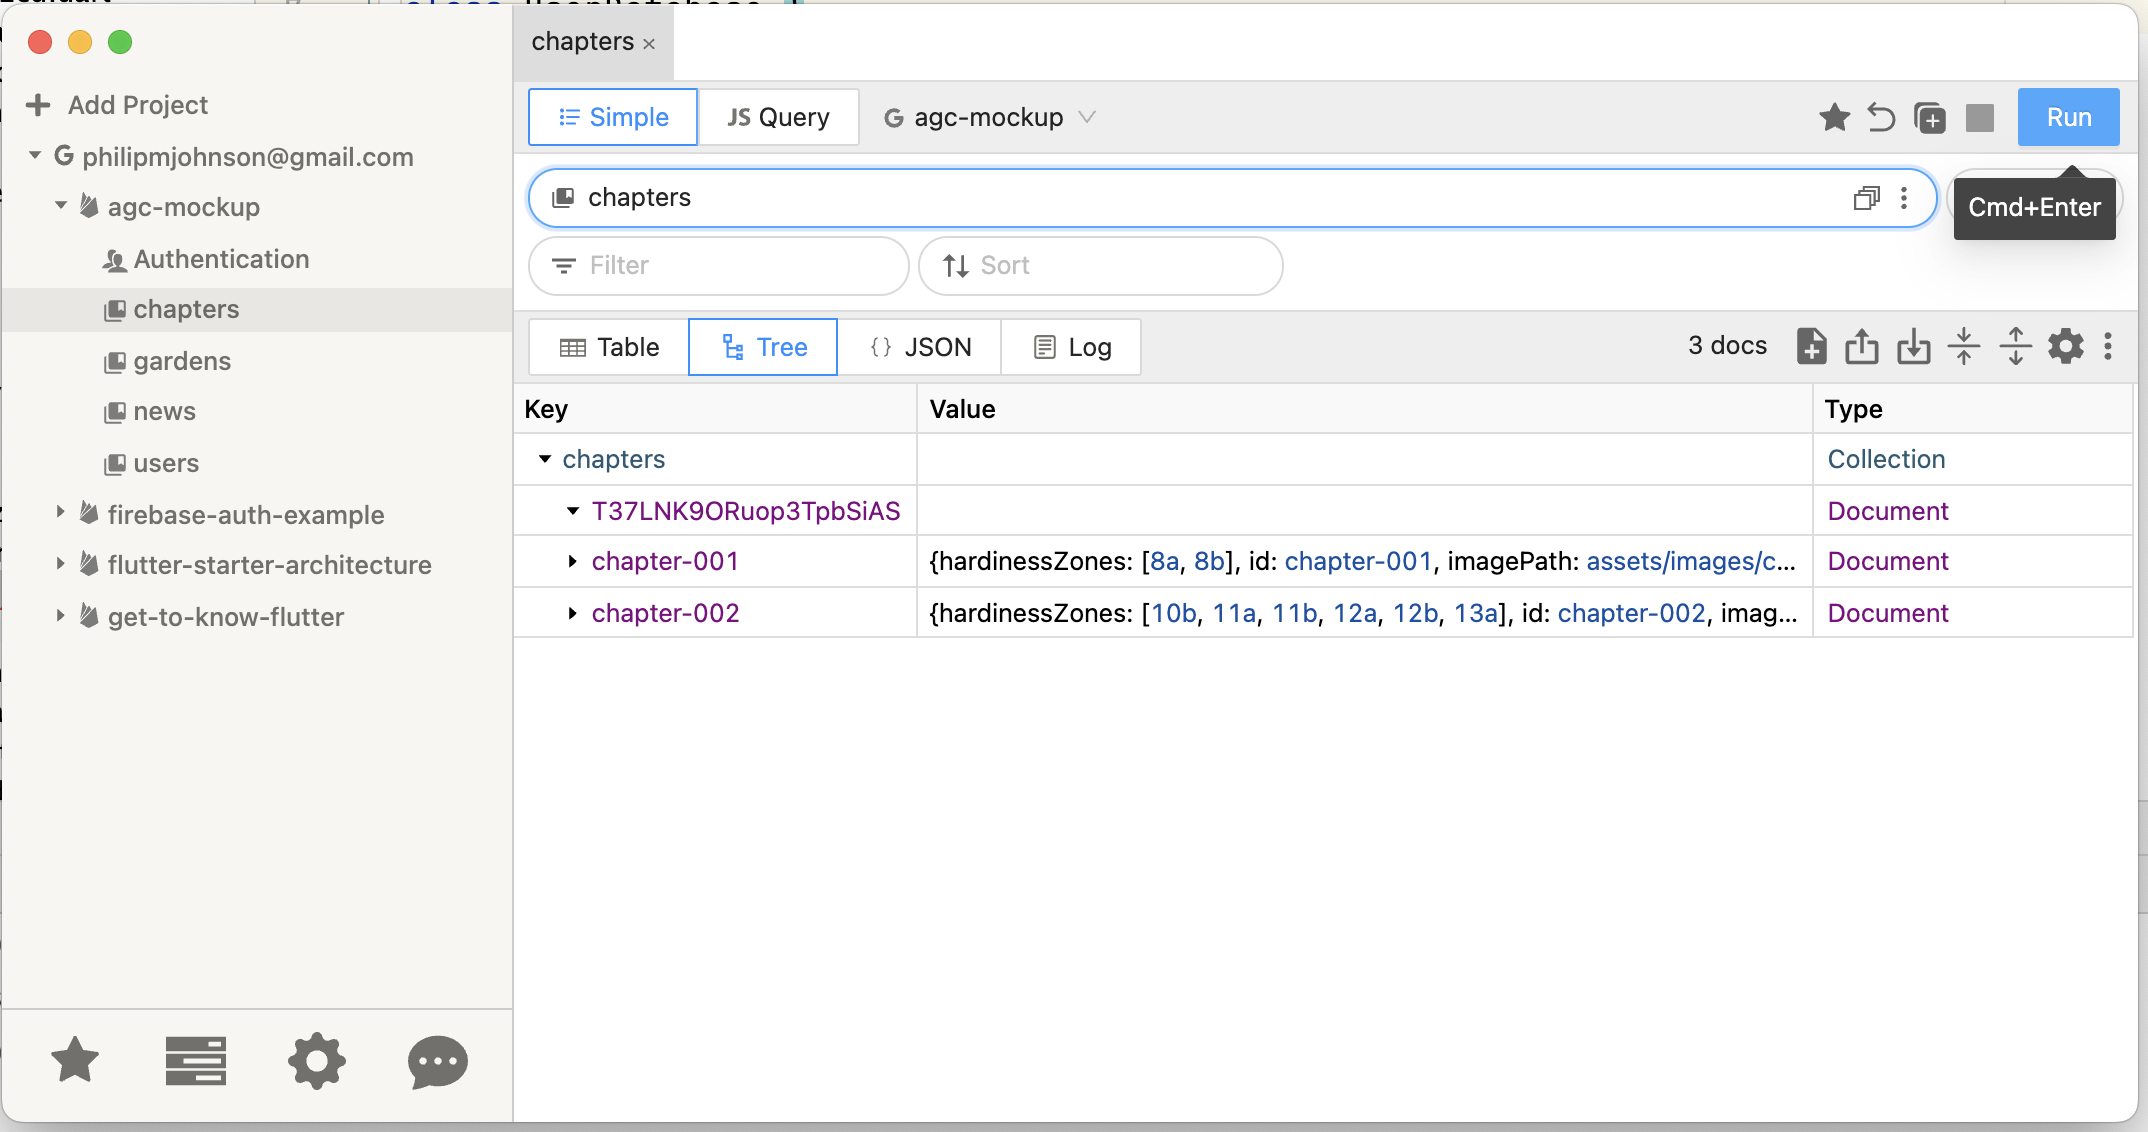 chapters
Add Project
philipmjohnson@gmail.com
agc-mockup
Authentication
chapters
gardens
news
users
firebase-auth-example
flutter-starter-architecture
get-to-know-flutter
Simple
JS Query
agc-mockup
Run
chapters
Cmd+Enter
Filter
Sort
Table
Tree
{} JSON
Log
3 docs
Key Value Type
chapters Collection
T37LNK9ORuop3TpbSiAS Document
chapter-001 {hardinessZones: [8a, 8b], id: chapter-001, imagePath: assets/images/c... Document
chapter-002 {hardinessZones: [10b, 11a, 11b, 12a, 12b, 13a], id: chapter-002, imag... Document